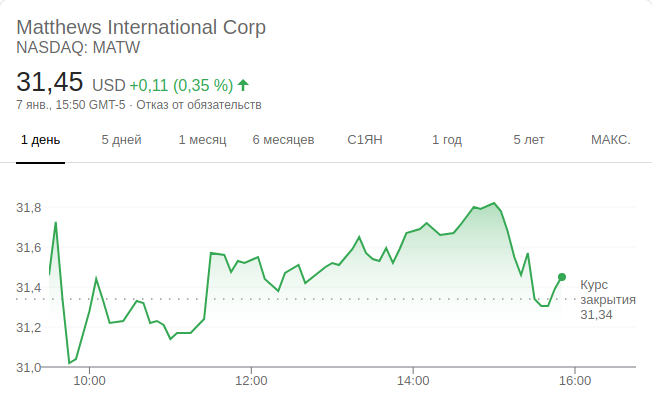 Matthews International Corp
NASDAQ: MATW
31,45 USD +0,11 (0,35 %)
7 янв., 15:50 GMT-5 · Отказ от обязательств
1 день 5 дней 1 месяц 6 месяцев С1ЯН 1 год 5 лет МАКС.
31,8
31,6
31,4
31,2
31,0
Курс
закрытия
31,34
10:00 12:00 14:00 16:00